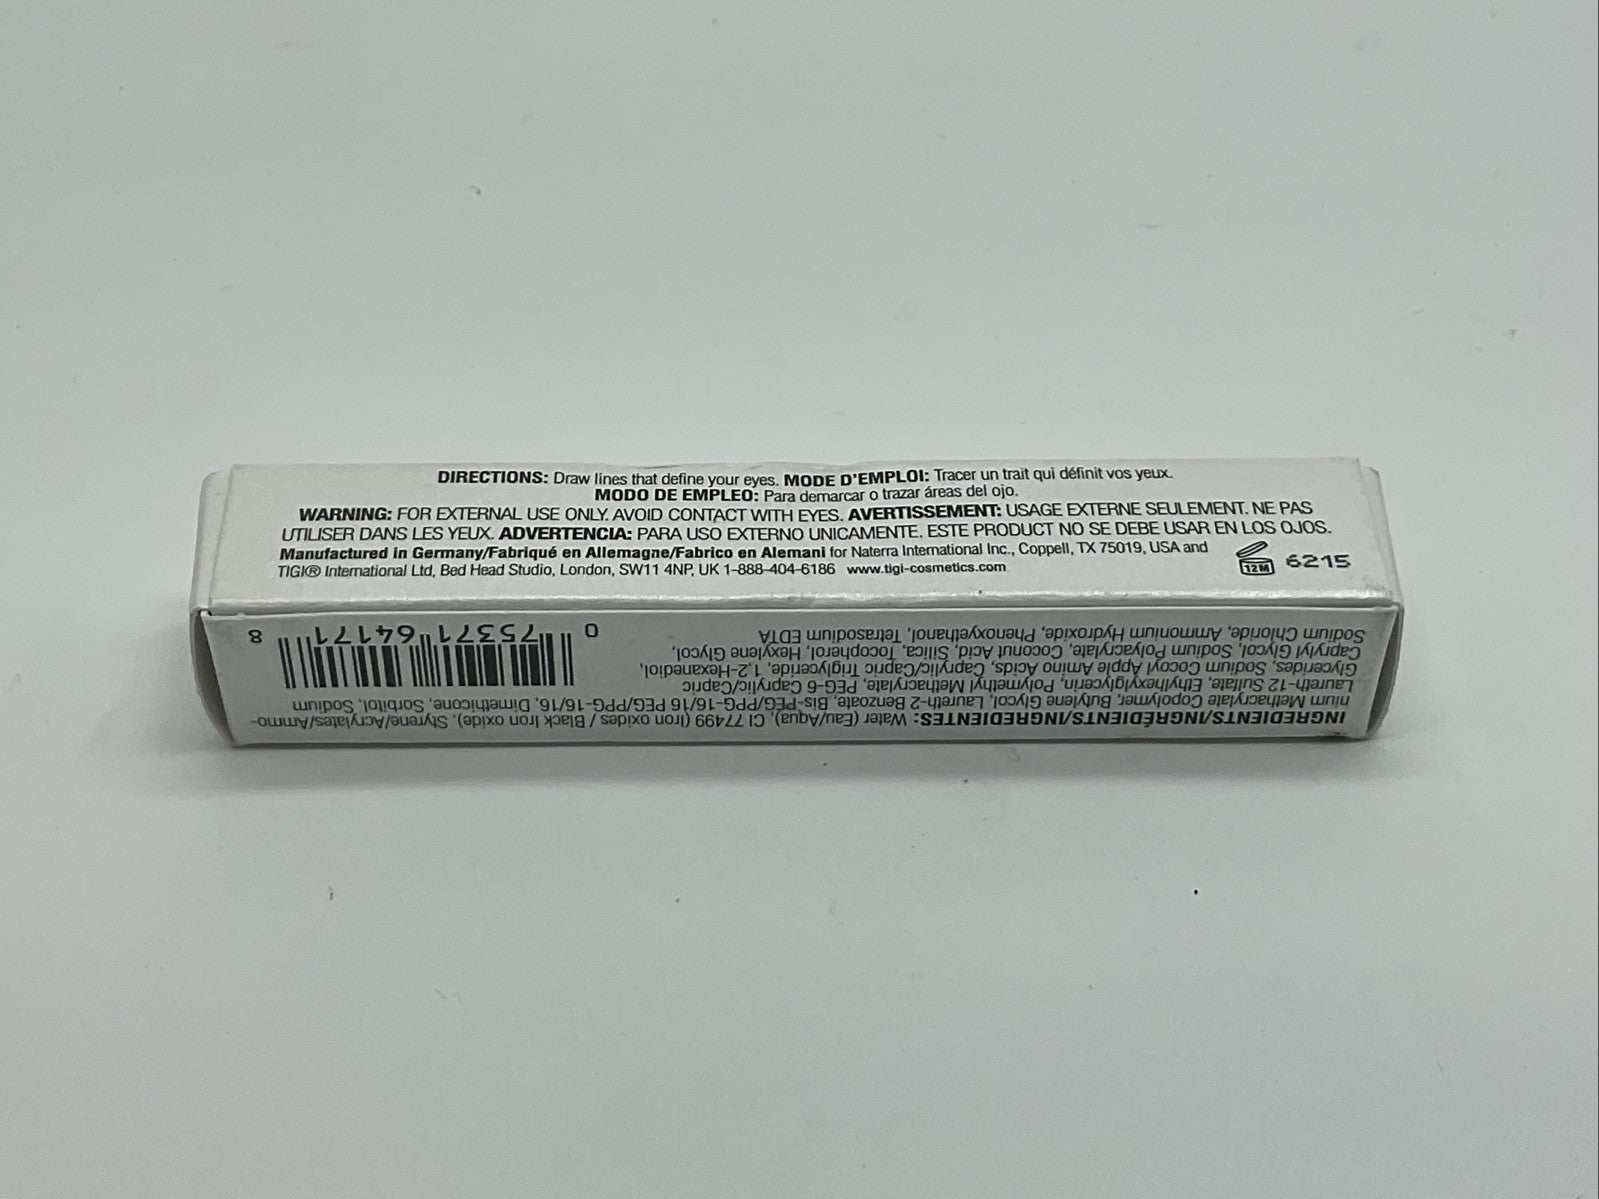 DIRECTIONS: Draw lines that define your eyes. MODE D'EMPLOI: Tracer un trait qui définit vos yeux.
MODO DE EMPLEO: Para demarcar o trazar áreas del ojo.
WARNING: FOR EXTERNAL USE ONLY. AVOID CONTACT WITH EYES. AVERTISSEMENT: USAGE EXTERNE SEULEMENT. NE PAS
UTILISER DANS LES YEUX. ADVERTENCIA: PARA USO EXTERNO UNICAMENTE. ESTE PRODUCT NO SE DEBE USAR EN LOS OJOS.
Manufactured in Germany/Fabriqué en Allemagne/Fabrico en Alemani for Naterra International Inc., Coppell, TX 75019, USA and
TIGI® International Ltd, Bed Head Studio, London, SW11 4NP, UK 1-888-404-6186 www.tigi-cosmetics.com
12M 6215
INGREDIENTS/INGRÉDIENTS/INGREDIENTES: Water (Eau/Aqua), CI 77499 (Iron oxides / Black Iron oxide), Styrene/Acrylates/Ammo-
nium Methacrylate Copolymer, Butylene Glycol, Laureth-2 Benzoate, Bis-PEG/PPG-16/16 PEG/PPG-16/16, Dimethicone, Sorbitol, Sodium
Laureth-12 Sulfate, Ethylhexylglycerin, Polymethyl Methacrylate, PEG-6 Caprylic/Capric
Glycerides, Sodium Cocoyl Apple Amino Acids, Caprylic/Capric Triglyceride, 1,2-Hexanediol,
Caprylyl Glycol, Sodium Polyacrylate, Coconut Acid, Silica, Tocopherol, Hexylene Glycol,
Sodium Chloride, Ammonium Hydroxide, Phenoxyethanol, Tetrasodium EDTA
0 75371 64171 8